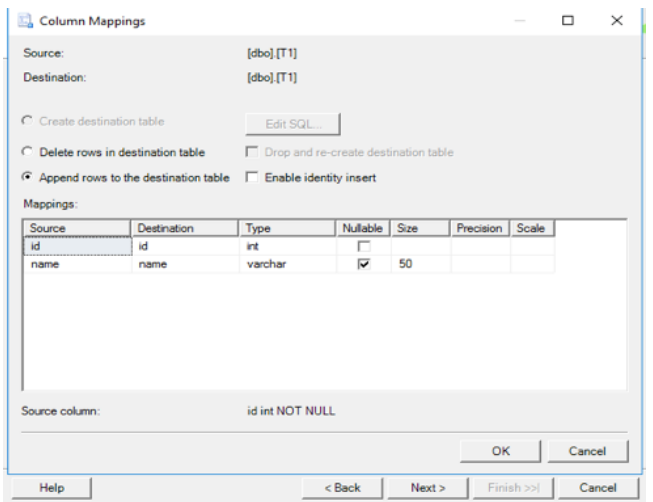 Column Mappings
Source: [dbo].[T1]
Destination: [dbo].[T1]
Create destination table Edit SQL...
Delete rows in destination table Drop and re-create destination table
Append rows to the destination table Enable identity insert
Mappings:
Source Destination Type Nullable Size Precision Scale
id id int
name name varchar 50
Source column: id int NOT NULL
OK Cancel
Help < Back Next > Finish >>| Cancel